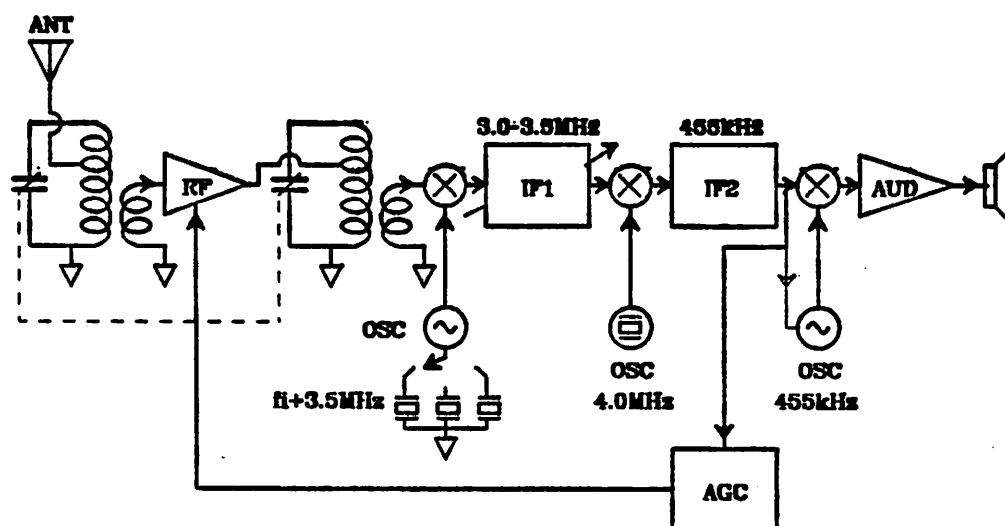 ANT
3.0-3.5MHz
455kHz
RF
IF1
IF2
AUD
OSC
fi+3.5MHz
OSC
4.0MHz
OSC
455kHz
AGC